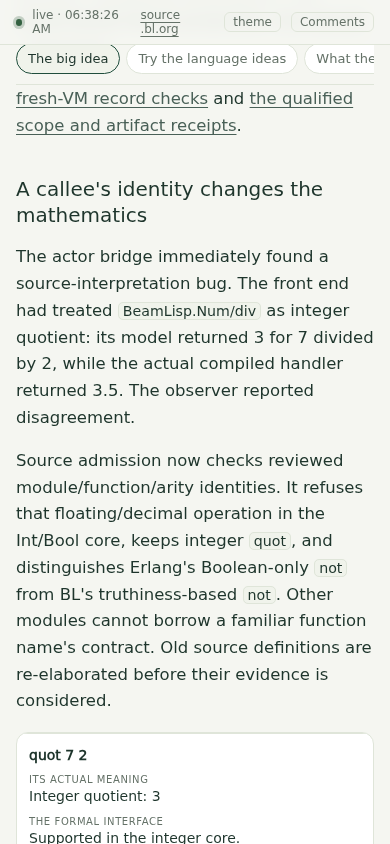 live · 06:38:26 AM
source.bl.org
theme
Comments
The big idea
Try the language ideas
What the
fresh-VM record checks and the qualified
scope and artifact receipts.
A callee's identity changes the
mathematics
The actor bridge immediately found a
source-interpretation bug. The front end
had treated BeamLisp.Num/div as integer
quotient: its model returned 3 for 7 divided
by 2, while the actual compiled handler
returned 3.5. The observer reported
disagreement.
Source admission now checks reviewed
module/function/arity identities. It refuses
that floating/decimal operation in the
Int/Bool core, keeps integer quot, and
distinguishes Erlang's Boolean-only not
from BL's truthiness-based not. Other
modules cannot borrow a familiar function
name's contract. Old source definitions are
re-elaborated before their evidence is
considered.
quot 7 2
ITS ACTUAL MEANING
Integer quotient: 3
THE FORMAL INTERFACE
Supported in the integer core.